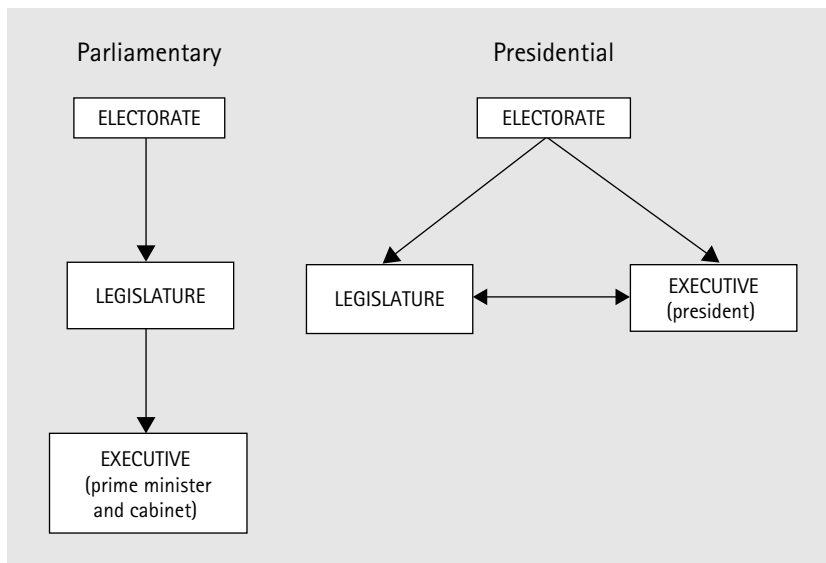 Parliamentary
ELECTORATE
LEGISLATURE
EXECUTIVE
(prime minister
and cabinet)
Presidential
ELECTORATE
LEGISLATURE
EXECUTIVE
(president)